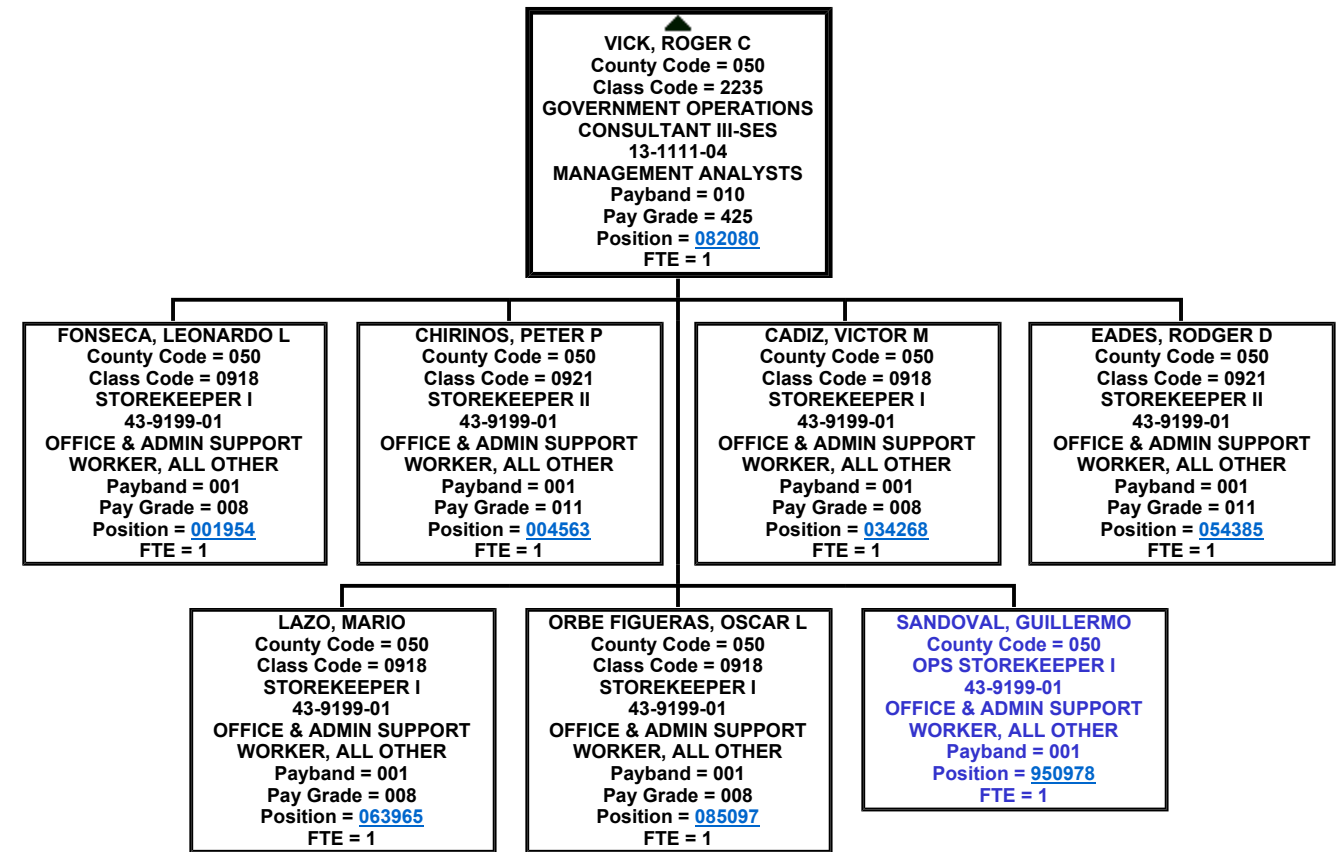 VICK, ROGER C
County Code = 050
Class Code = 2235
GOVERNMENT OPERATIONS
CONSULTANT III-SES
13-1111-04
MANAGEMENT ANALYSTS
Payband = 010
Pay Grade = 425
Position = 082080
FTE = 1
FONSECA, LEONARDO L
County Code = 050
Class Code = 0918
STOREKEEPER I
43-9199-01
OFFICE & ADMIN SUPPORT
WORKER, ALL OTHER
Payband = 001
Pay Grade = 008
Position = 001954
FTE = 1
CHIRINOS, PETER P
County Code = 050
Class Code = 0921
STOREKEEPER II
43-9199-01
OFFICE & ADMIN SUPPORT
WORKER, ALL OTHER
Payband = 001
Pay Grade = 011
Position = 004563
FTE = 1
CADIZ, VICTOR M
County Code = 050
Class Code = 0918
STOREKEEPER I
43-9199-01
OFFICE & ADMIN SUPPORT
WORKER, ALL OTHER
Payband = 001
Pay Grade = 008
Position = 034268
FTE = 1
EADES, RODGER D
County Code = 050
Class Code = 0921
STOREKEEPER II
43-9199-01
OFFICE & ADMIN SUPPORT
WORKER, ALL OTHER
Payband = 001
Pay Grade = 011
Position = 054385
FTE = 1
LAZO, MARIO
County Code = 050
Class Code = 0918
STOREKEEPER I
43-9199-01
OFFICE & ADMIN SUPPORT
WORKER, ALL OTHER
Payband = 001
Pay Grade = 008
Position = 063965
FTE = 1
ORBE FIGUERAS, OSCAR L
County Code = 050
Class Code = 0918
STOREKEEPER I
43-9199-01
OFFICE & ADMIN SUPPORT
WORKER, ALL OTHER
Payband = 001
Pay Grade = 008
Position = 085097
FTE = 1
SANDOVAL, GUILLERMO
County Code = 050
OPS STOREKEEPER I
43-9199-01
OFFICE & ADMIN SUPPORT
WORKER, ALL OTHER
Payband = 001
Position = 950978
FTE = 1